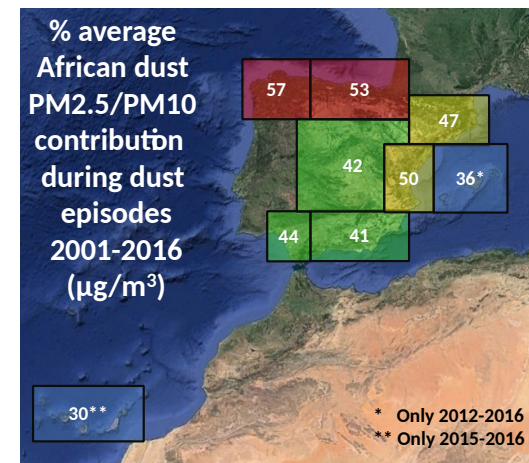 % average
African dust
PM2.5/PM10
contribution
during dust
episodes
2001-2016
(µg/m³)
57
53
47
42
50
36*
44
41
30**
* Only 2012-2016
** Only 2015-2016